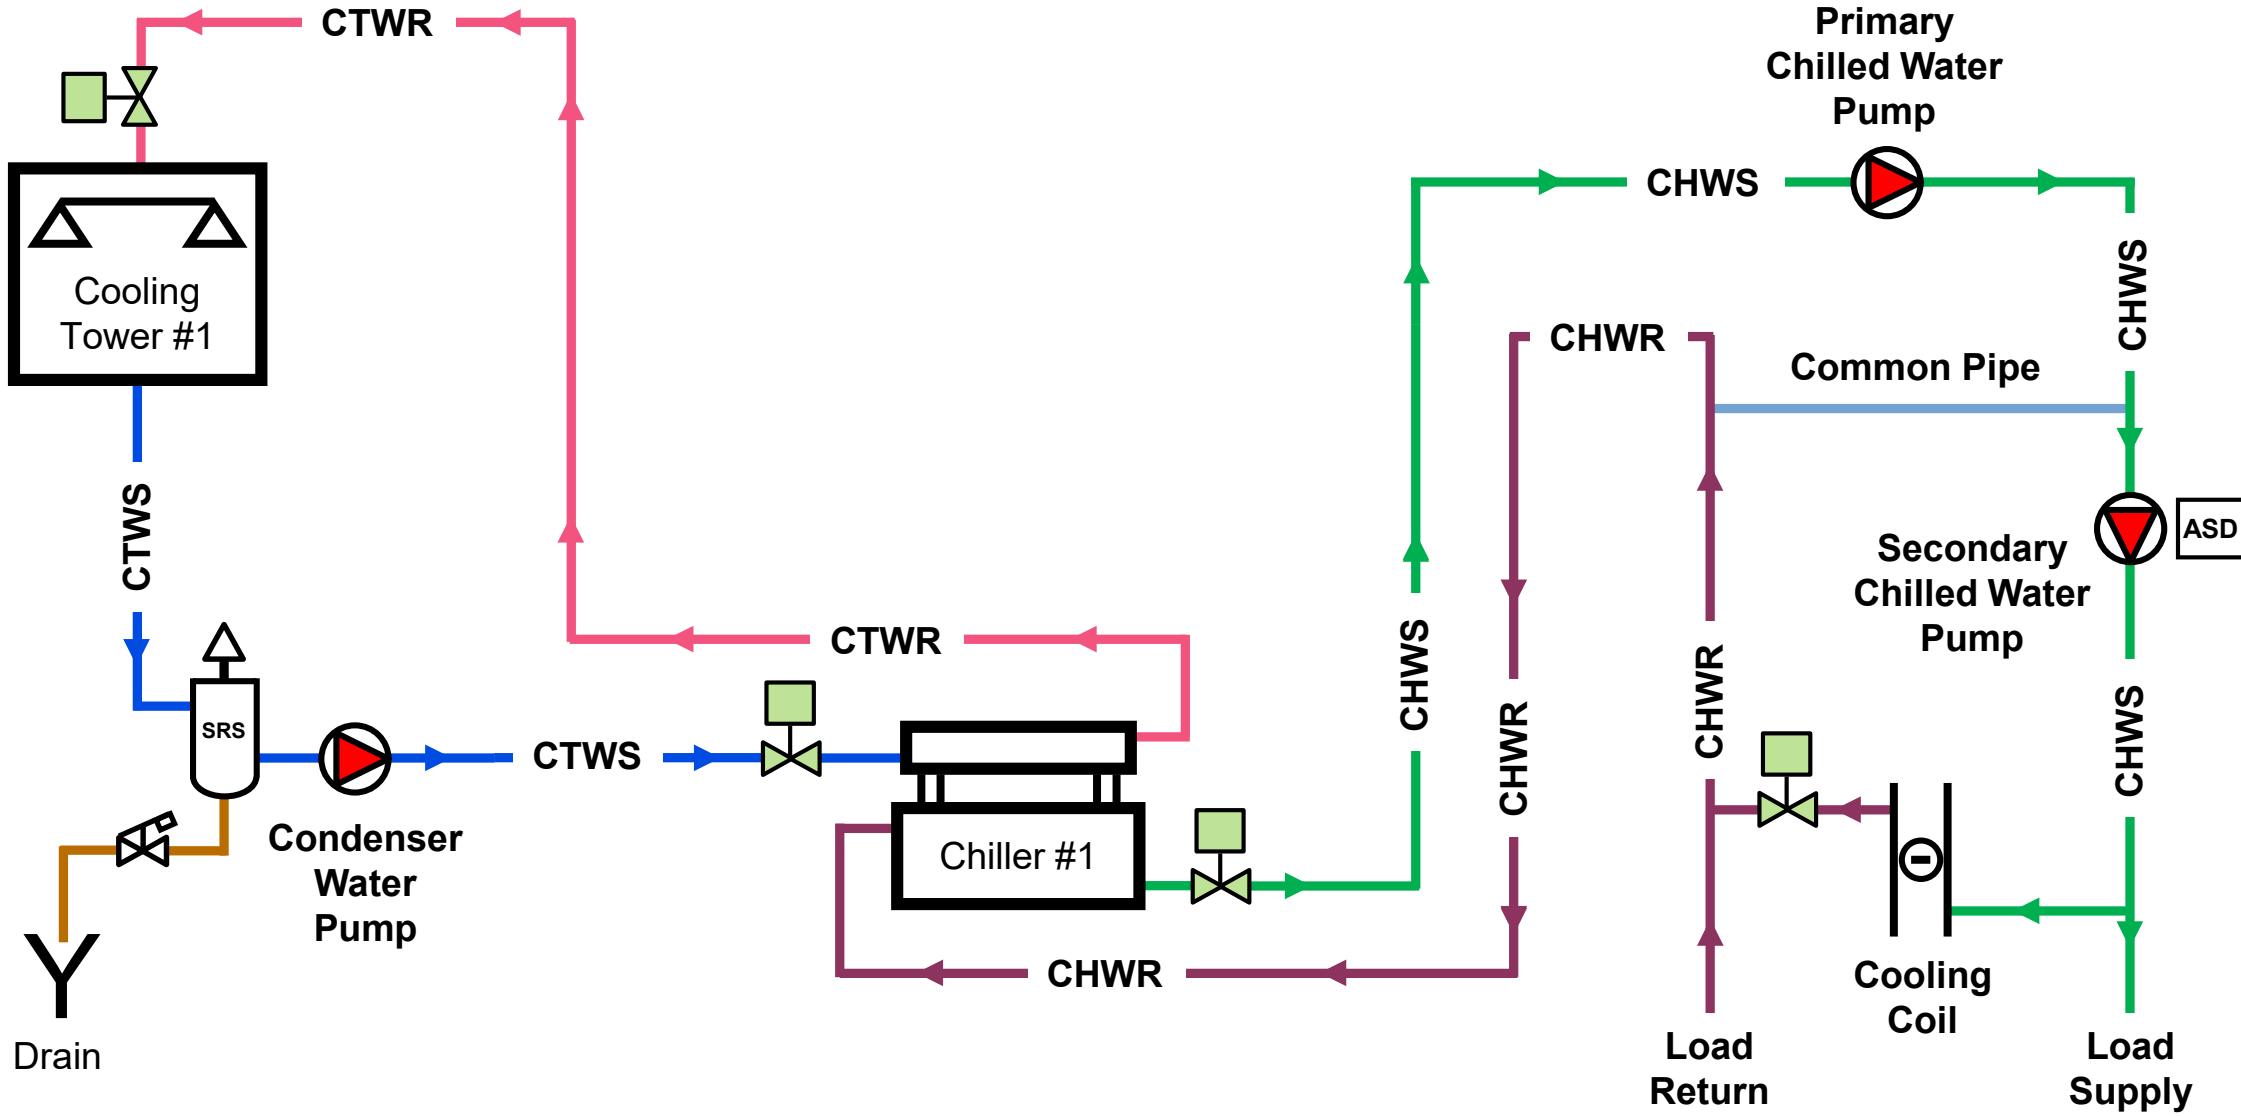 CTWR
Primary
Chilled Water
Pump
CHWS
CHWS
Cooling
Tower #1
CHWR
Common Pipe
CTWS
ASD
Secondary
Chilled Water
Pump
CTWR
CHWS
CHWR
CHWR
CHWS
SRS
CTWS
Condenser
Water
Pump
Chiller #1
CHWR
Cooling
Coil
Drain
Load
Return
Load
Supply